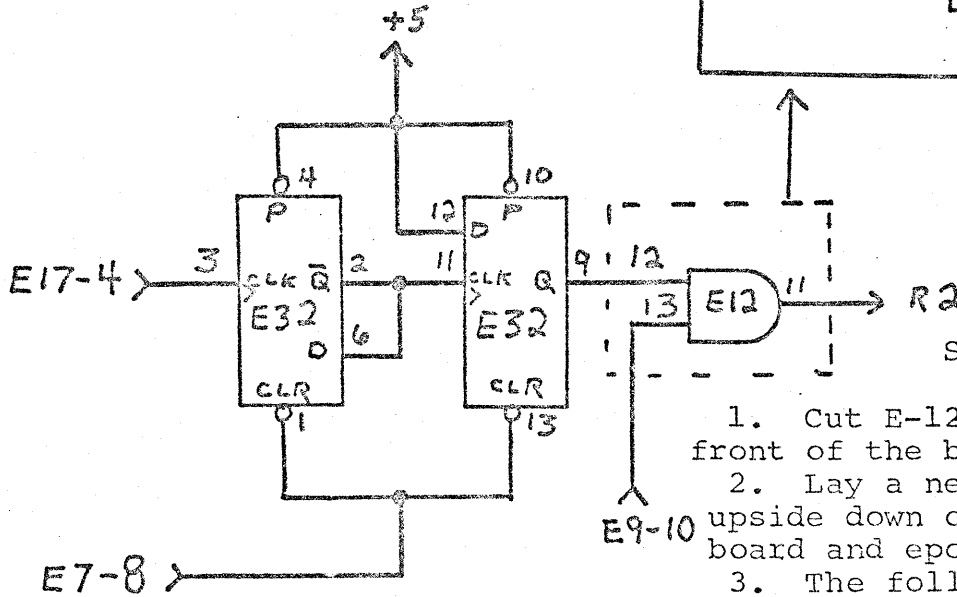 +5
4
10
P
P
12
D
E17-4
3
CLK
Q̅
2
11
CLK
Q
9
12
E12
11
R2
E32
13
E32
6
D
CLR
CLR
1
13
S
1. Cut E-12
front of the b
2. Lay a ne
E9-10
upside down o
board and epo
E7-8
3. The foll